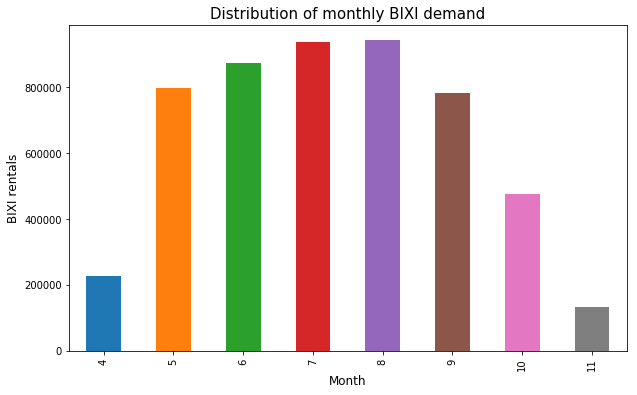 Distribution of monthly BIXI demand
BIXI rentals
800000
600000
400000
200000
0
4 5 6 7 8 9 10 11
Month